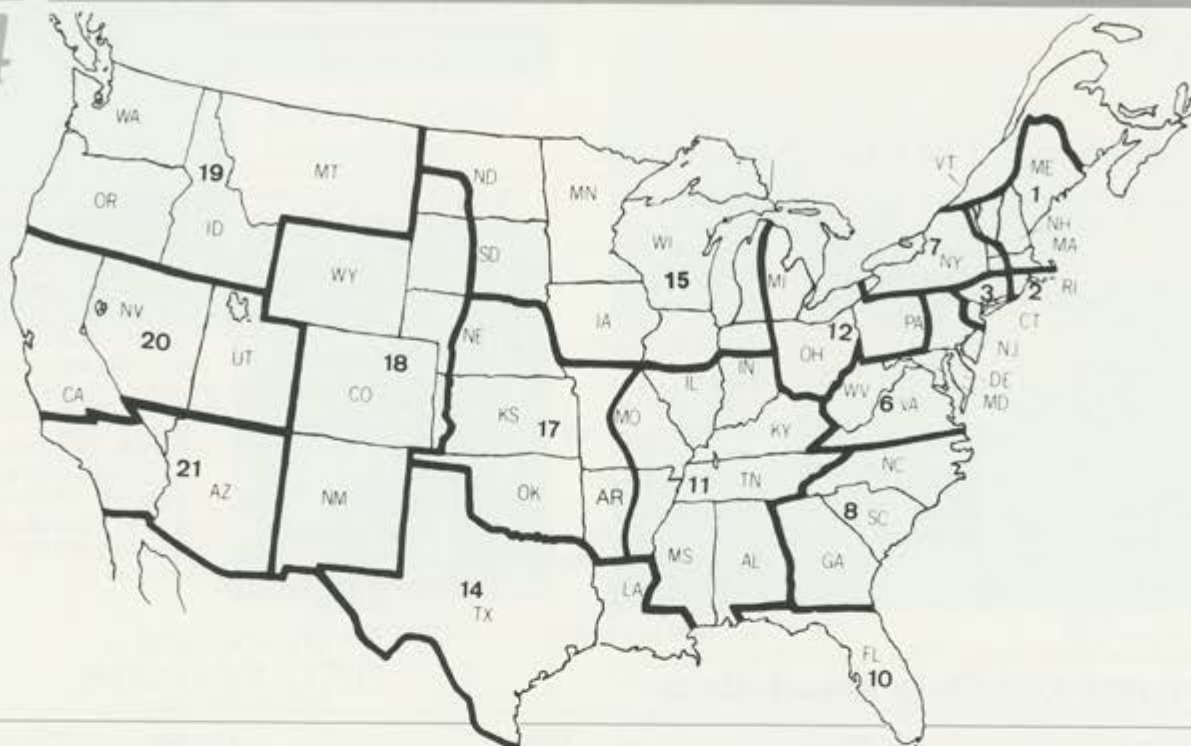 WA
MT
ND
MN
VT.
ME
19
1
OR
ID
SD
WI
MI
7
NY
NH
MA
WY
15
RI
NV
IA
3
2
20
UT
18
NE
12
PA
CT
OH
N.J.
CA
CO
IL
IN
WV
DE
MD
KS
17
MO
6
VA
KY
21
AZ
NM
OK
AR
11
TN
NC
8
SC
MS
AL
GA
14
TX
LA
FL
10